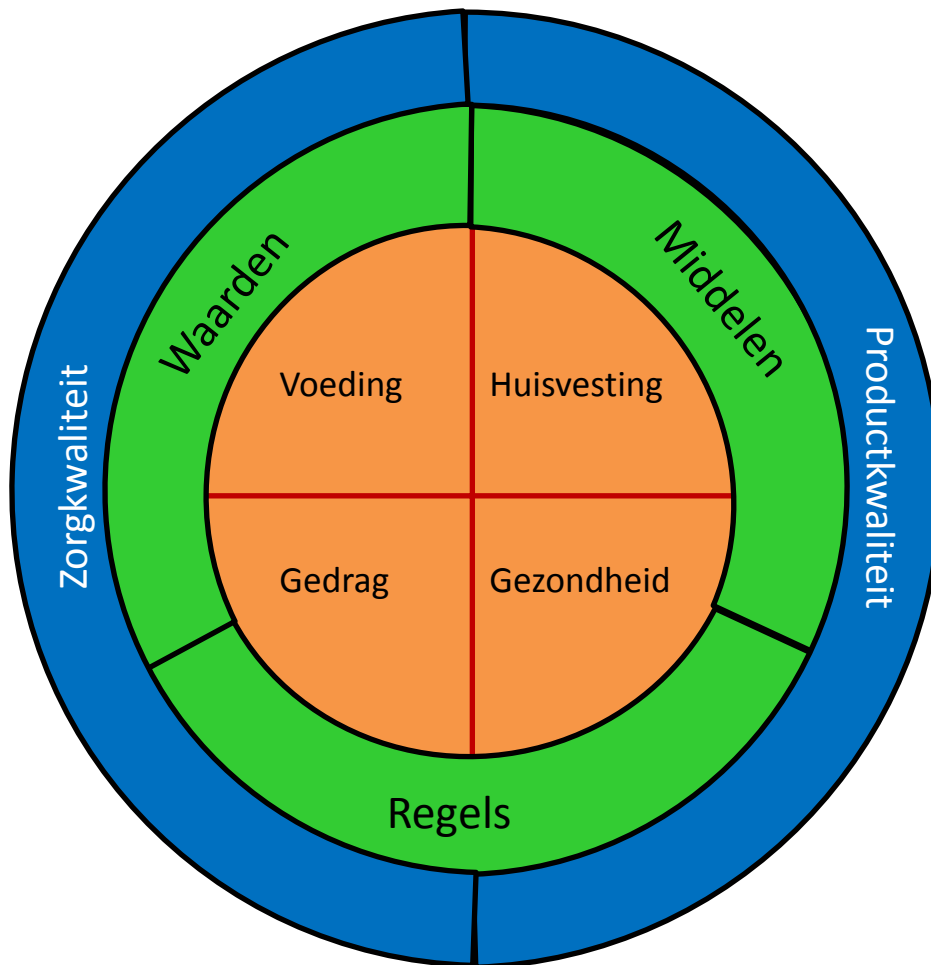 Waarden
Middelen
Zorgkwaliteit
Productkwaliteit
Voeding
Huisvesting
Gedrag
Gezondheid
Regels